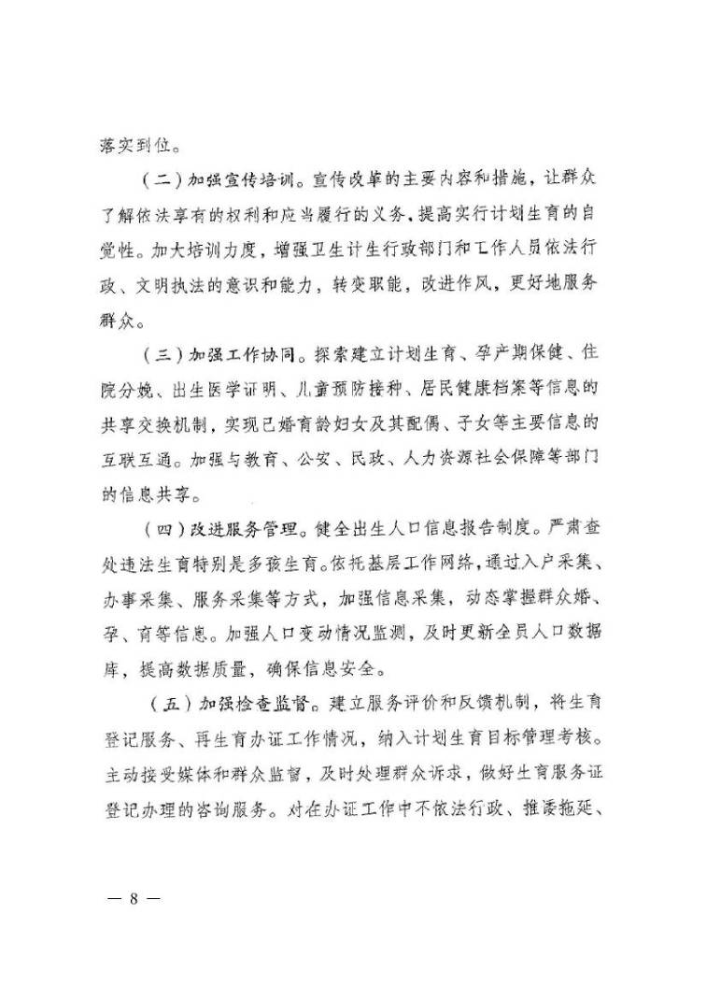 落实到位。
（二）加强宣传培训。宣传改革的主要内容和措施，让群众
了解依法享有的权利和应当履行的义务，提高实行计划生育的自
觉性。加大培训力度，增强卫生计生行政部门和工作人员依法行
政、文明执法的意识和能力，转变职能，改进作风，更好地服务
群众。
（三）加强工作协同。探索建立计划生育、孕产期保健、住
院分娩、出生医学证明、儿童预防接种、居民健康档案等信息的
共享交换机制，实现已婚育龄妇女及其配偶、子女等主要信息的
互联互通。加强与教育、公安、民政、人力资源社会保障等部门
的信息共享。
（四）改进服务管理。健全出生人口信息报告制度。严肃查
处违法生育特别是多孩生育。依托基层工作网络，通过入户采集、
办事采集、服务采集等方式，加强信息采集，动态掌握群众婚、
孕、育等信息。加强人口变动情况监测，及时更新全员人口数据
库，提高数据质量，确保信息安全。
（五）加强检查监督。建立服务评价和反馈机制，将生育
登记服务、再生育办证工作情况，纳入计划生育目标管理考核。
主动接受媒体和群众监督，及时处理群众诉求，做好生育服务证
登记办理的咨询服务。对在办证工作中不依法行政、推诿拖延、
— 8 —